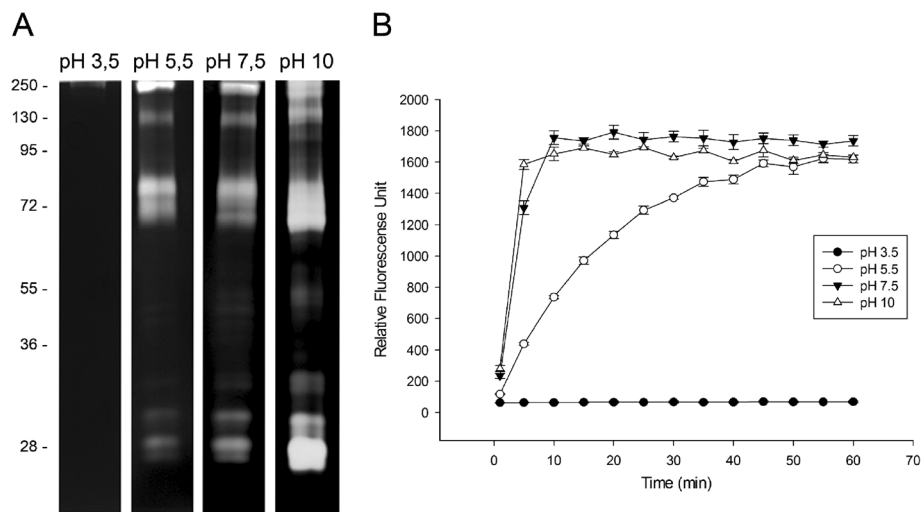 A
pH 3,5 pH 5,5 pH 7,5 pH 10
250 -
130 -
95 -
72 -
55 -
36 -
28 -
B
Relative Fluorescense Unit
2000
1800
1600
1400
1200
1000
800
600
400
200
0
pH 3.5
pH 5.5
pH 7.5
pH 10
0 10 20 30 40 50 60 70
Time (min)